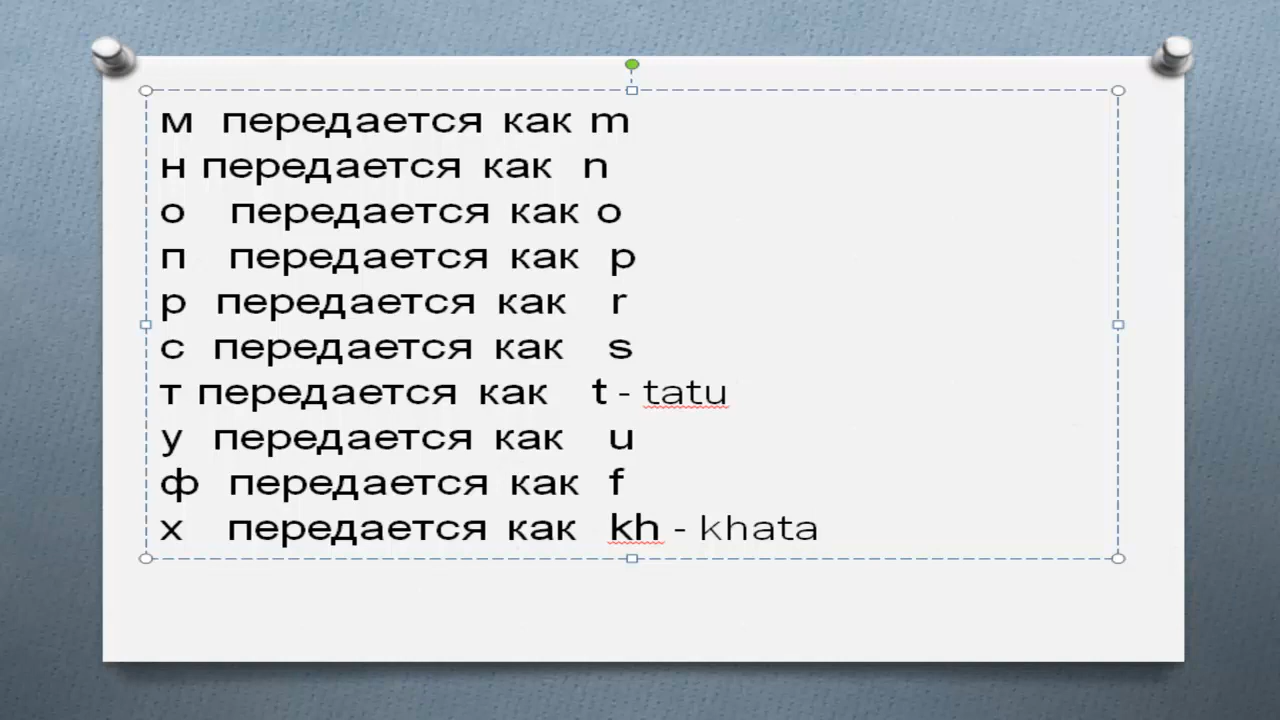 м передается как m
н передается как n
о передается как o
п передается как p
р передается как r
с передается как s
т передается как t - tatu
у передается как u
ф передается как f
х передается как kh - khata